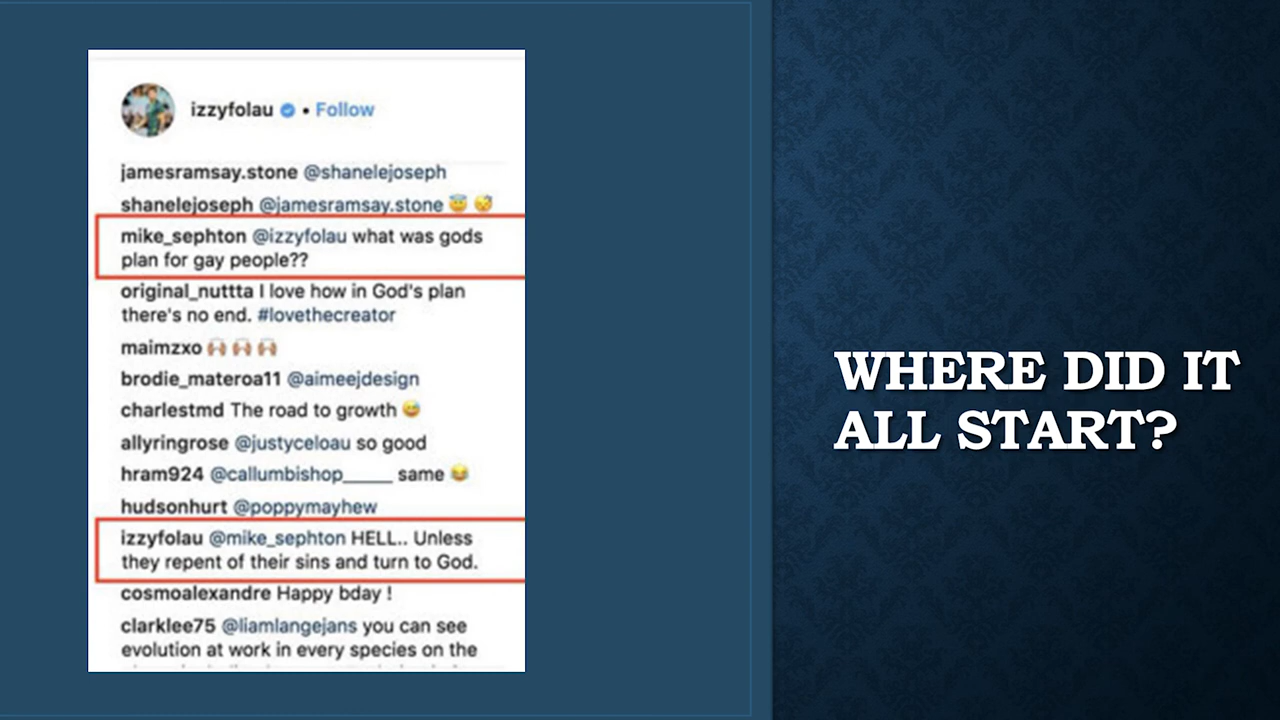 izzyfolau • Follow
jamesramsay.stone @shanelejoseph
shanelejoseph @jamesramsay.stone 😇 😴
mike_sephton @izzyfolau what was gods
plan for gay people??
original_nuttta I love how in God's plan
there's no end. #lovethecreator
maimzxo 🙌 🙌 🙌
brodie_materoa11 @aimeejdesign
charlestmd The road to growth 😅
allyringrose @justyceloau so good
hram924 @callumbishop_____ same 😂
hudsonhurt @poppymayhew
izzyfolau @mike_sephton HELL.. Unless
they repent of their sins and turn to God.
cosmoalexandre Happy bday !
clarklee75 @liamlangejans you can see
evolution at work in every species on the
WHERE DID IT
ALL START?